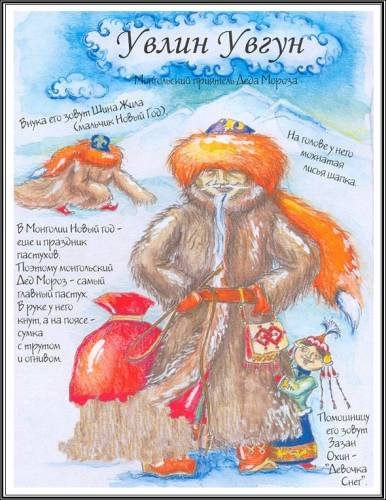 Увлин Увгун
Монгольский приятель Деда Мороза
Внука его зовут Шина Жила
(мальчик Новый Год)
На голове у него
мохнатая
лисья шапка.
В Монголии Новый год -
еще и праздник
пастухов.
Поэтому монгольский
Дед Мороз - самый
главный пастух.
В руке у него
кнут, а на поясе -
сумка
с трутом
и огнивом.
Помошницу
его зовут
Зазан
Охин -
"Девочка
Снег".